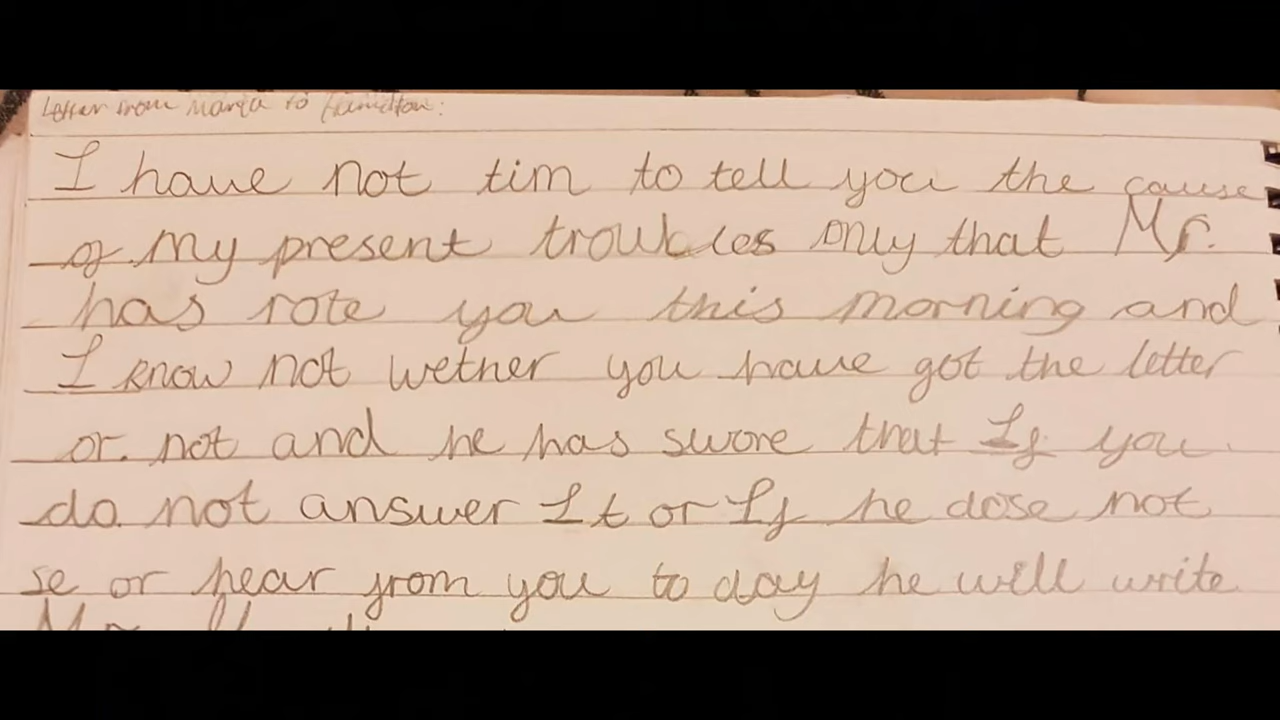 Letter from Maria to Hamilton:
I have not tim to tell you the cause
of my present troubles only that Mr.
has rote you this morning and
I know not wether you have got the letter
or not and he has swore that If you
do not answer It or If he dose not
se or hear from you to day he will write